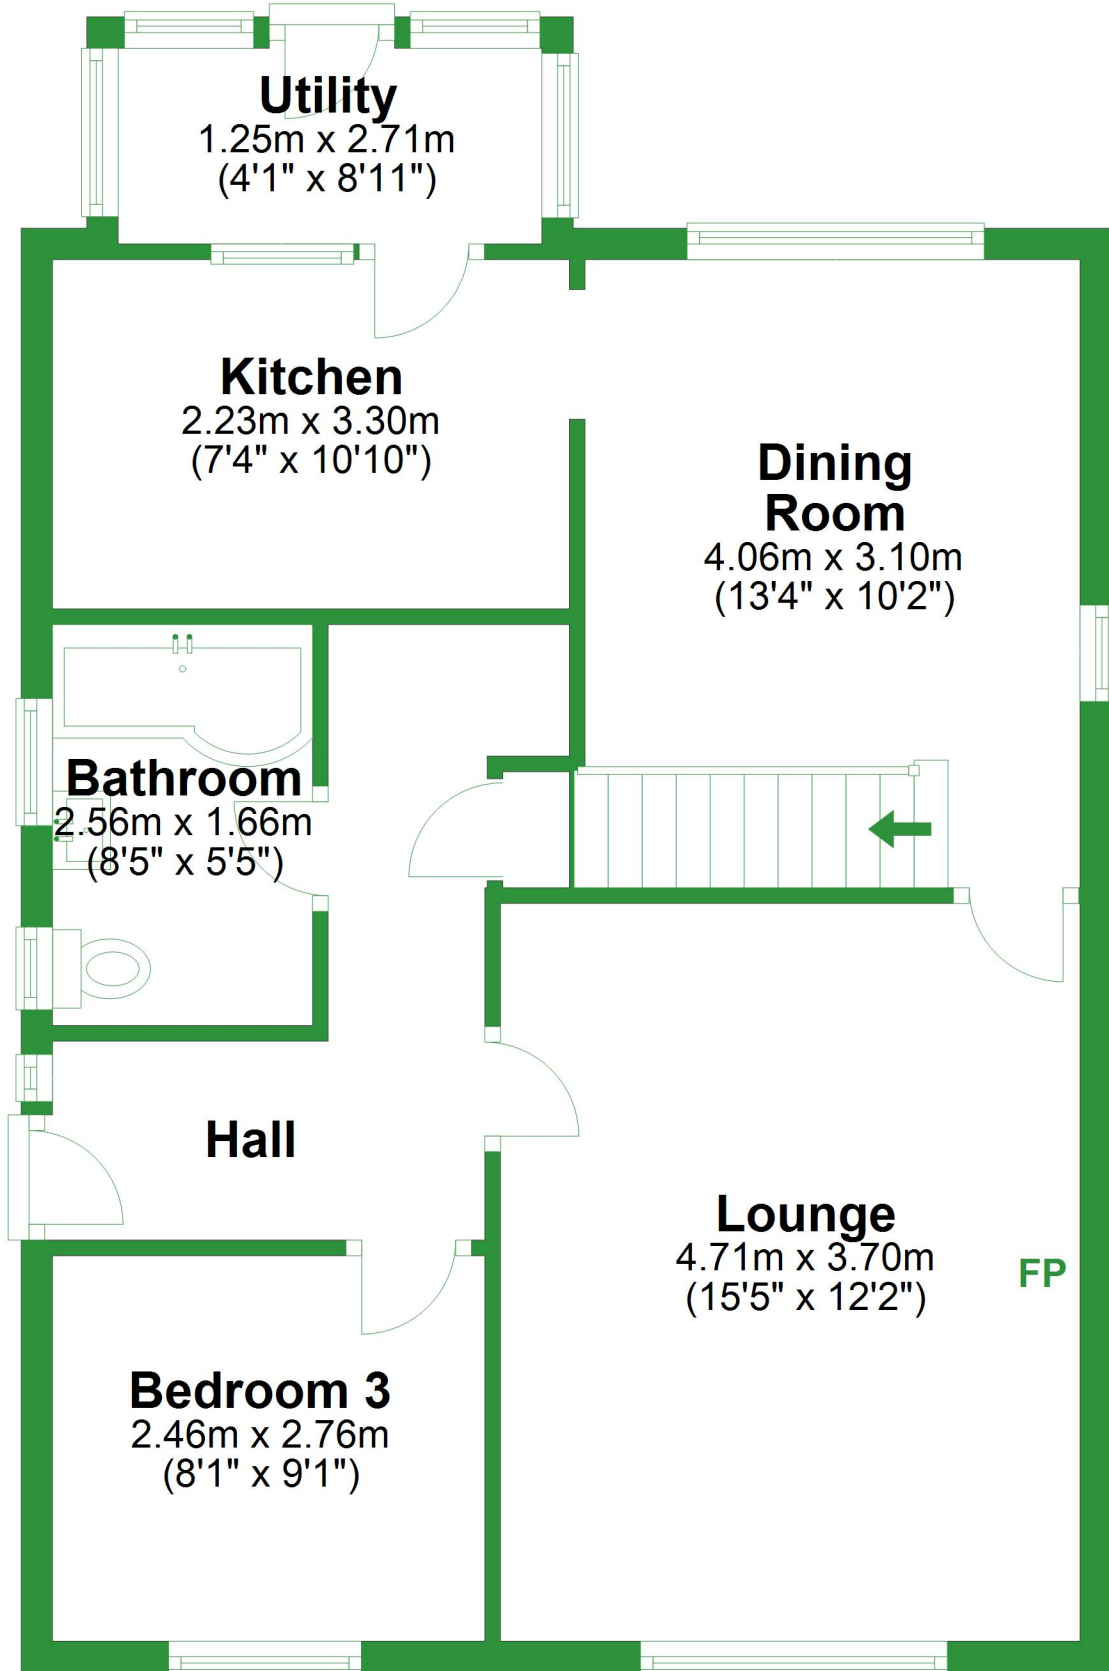 Utility
1.25m x 2.71m
(4'1" x 8'11")
Kitchen
2.23m x 3.30m
(7'4" x 10'10")
Dining
Room
4.06m x 3.10m
(13'4" x 10'2")
Bathroom
2.56m x 1.66m
(8'5" x 5'5")
Hall
Lounge
4.71m x 3.70m
(15'5" x 12'2")
FP
Bedroom 3
2.46m x 2.76m
(8'1" x 9'1")